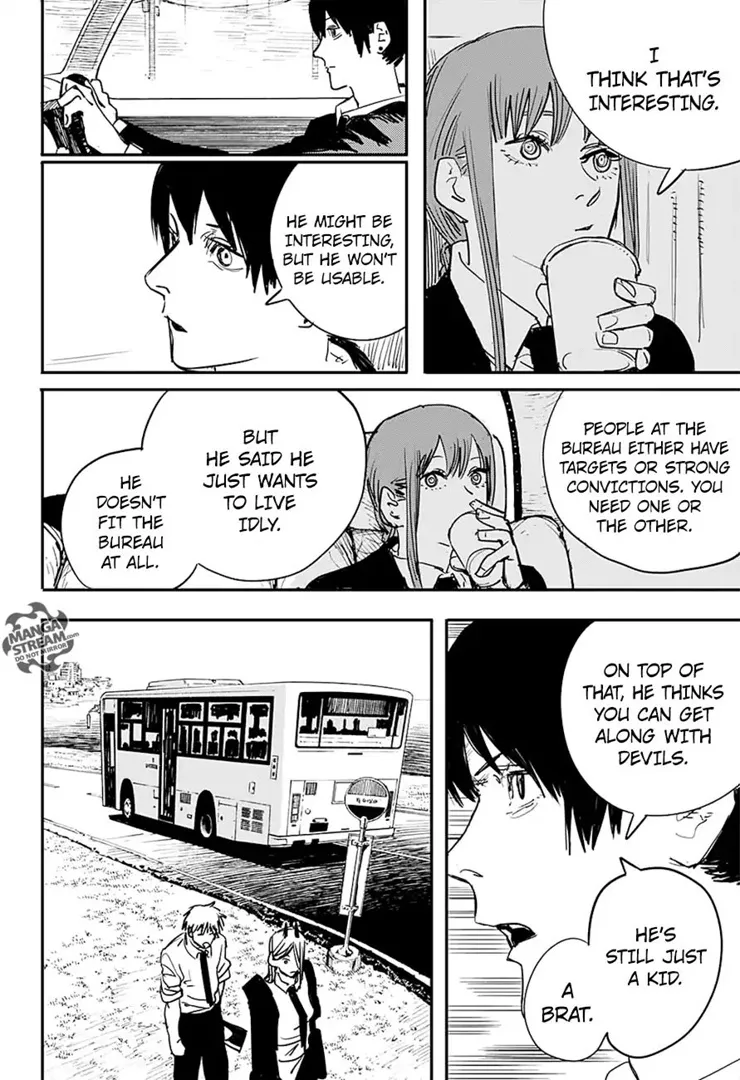 I
THINK THAT'S
INTERESTING.
HE MIGHT BE
INTERESTING,
BUT HE WON'T
BE USABLE.
PEOPLE AT THE
BUREAU EITHER HAVE
TARGETS OR STRONG
CONVICTIONS. YOU
NEED ONE OR
THE OTHER.
BUT
HE SAID HE
JUST WANTS
TO LIVE
IDLY.
HE
DOESN'T
FIT THE
BUREAU
AT ALL.
ON TOP OF
THAT, HE THINKS
YOU CAN GET
ALONG WITH
DEVILS.
HE'S
STILL JUST
A KID.
A
BRAT.
MANGA
STREAM.com
DO NOT MIRROR